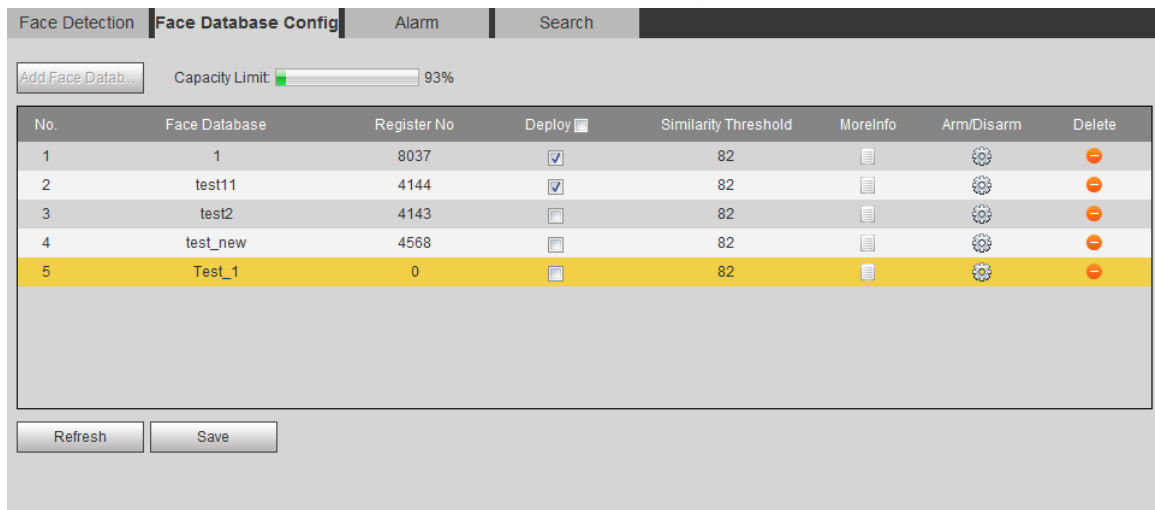 Face Detection Face Database Config Alarm Search
Add Face Datab... Capacity Limit: 93%
No. Face Database Register No Deploy Similarity Threshold MoreInfo Arm/Disarm Delete
1 1 8037 82
2 test11 4144 82
3 test2 4143 82
4 test_new 4568 82
5 Test_1 0 82
Refresh Save